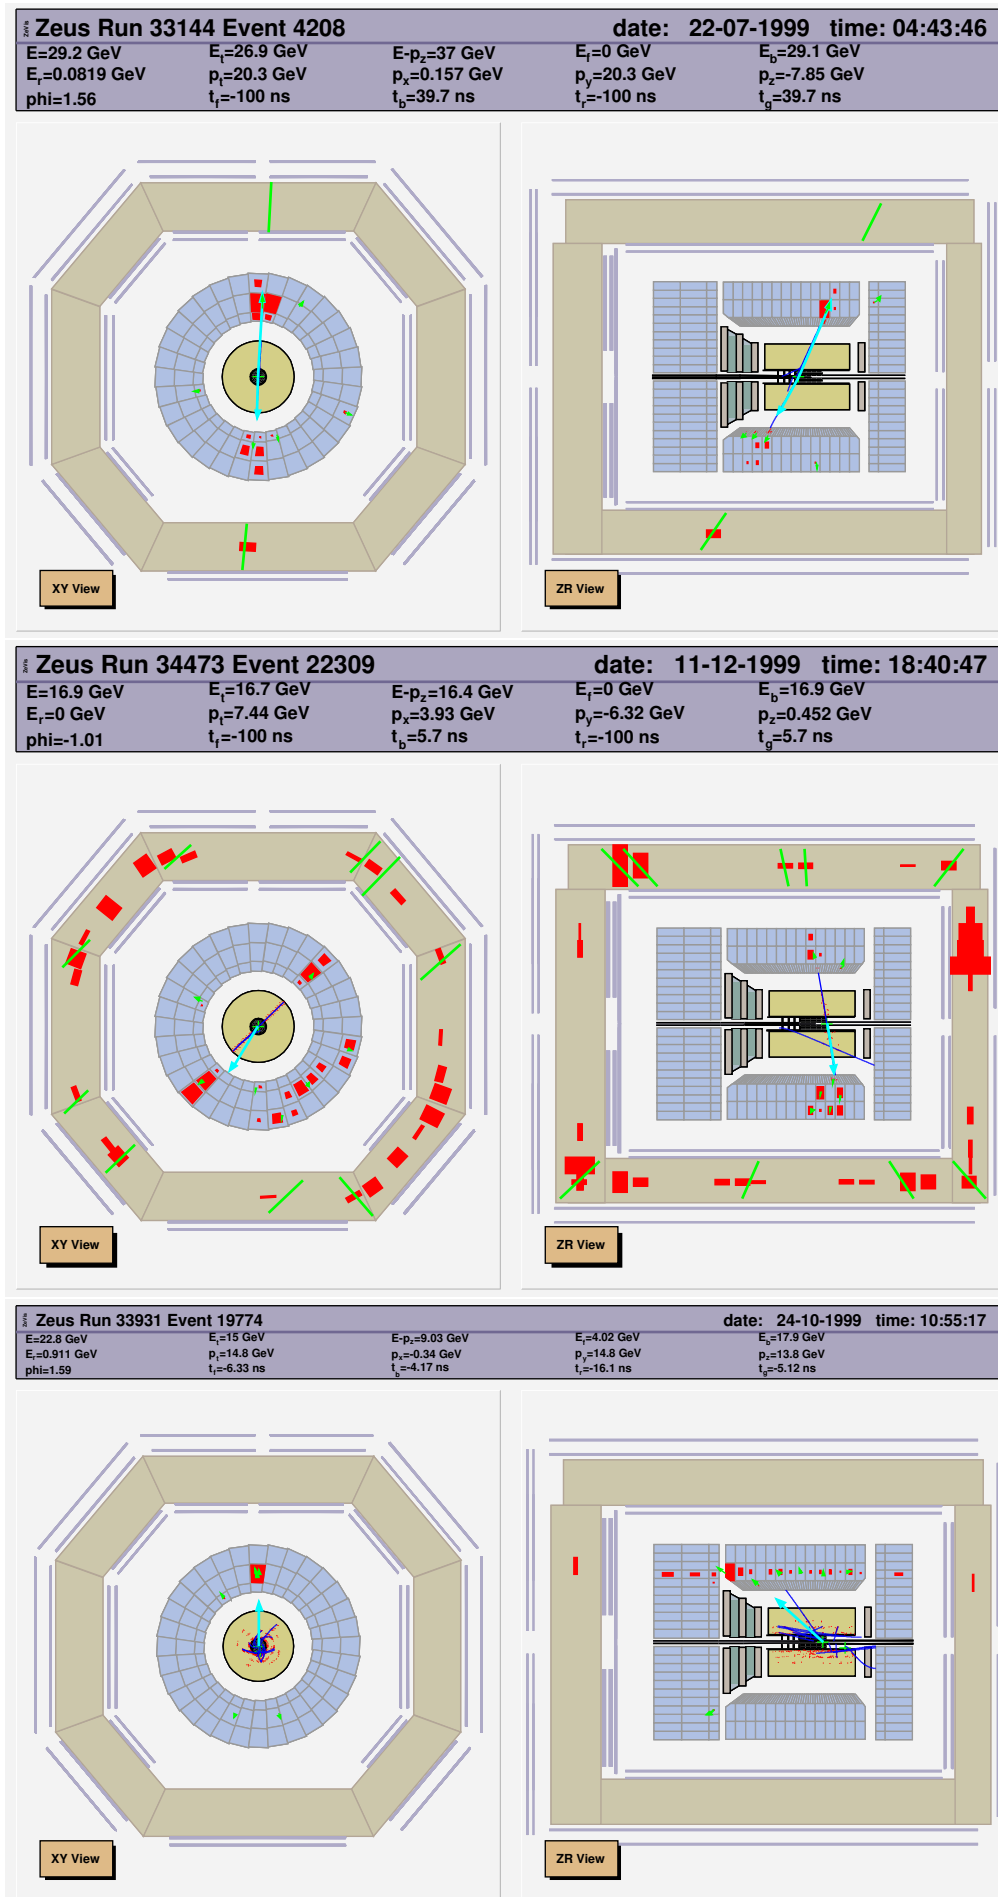 ZeVis Zeus Run 33144 Event 4208 date: 22-07-1999 time: 04:43:46
E=29.2 GeV Et=26.9 GeV E-pz=37 GeV Ef=0 GeV Eb=29.1 GeV
Er=0.0819 GeV pt=20.3 GeV px=0.157 GeV py=20.3 GeV pz=-7.85 GeV
phi=1.56 tf=-100 ns tb=39.7 ns tr=-100 ns tg=39.7 ns
XY View ZR View
ZeVis Zeus Run 34473 Event 22309 date: 11-12-1999 time: 18:40:47
E=16.9 GeV Et=16.7 GeV E-pz=16.4 GeV Ef=0 GeV Eb=16.9 GeV
Er=0 GeV pt=7.44 GeV px=3.93 GeV py=-6.32 GeV pz=0.452 GeV
phi=-1.01 tf=-100 ns tb=5.7 ns tr=-100 ns tg=5.7 ns
XY View ZR View
ZeVis Zeus Run 33931 Event 19774 date: 24-10-1999 time: 10:55:17
E=22.8 GeV Et=15 GeV E-pz=9.03 GeV Ef=4.02 GeV Eb=17.9 GeV
Er=0.911 GeV pt=14.8 GeV px=-0.34 GeV py=14.8 GeV pz=13.8 GeV
phi=1.59 tf=-6.33 ns tb=-4.17 ns tr=-16.1 ns tg=-5.12 ns
XY View ZR View